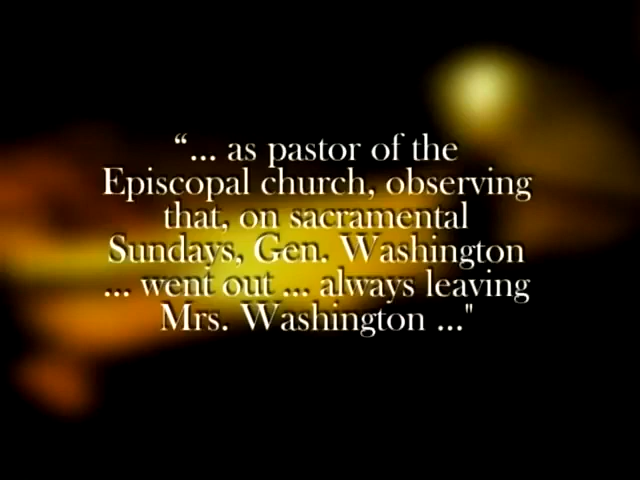 “... as pastor of the
Episcopal church, observing
that, on sacramental
Sundays, Gen. Washington
... went out ... always leaving
Mrs. Washington ..."